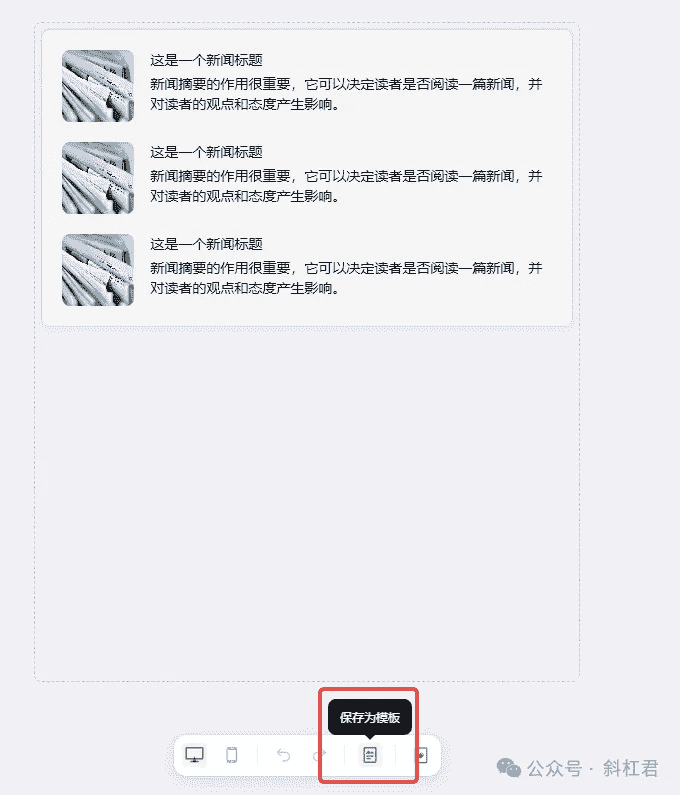 这是一个新闻标题
新闻摘要的作用很重要，它可以决定读者是否阅读一篇新闻，并
对读者的观点和态度产生影响。
这是一个新闻标题
新闻摘要的作用很重要，它可以决定读者是否阅读一篇新闻，并
对读者的观点和态度产生影响。
这是一个新闻标题
新闻摘要的作用很重要，它可以决定读者是否阅读一篇新闻，并
对读者的观点和态度产生影响。
保存为模板
公众号 · 斜杠君